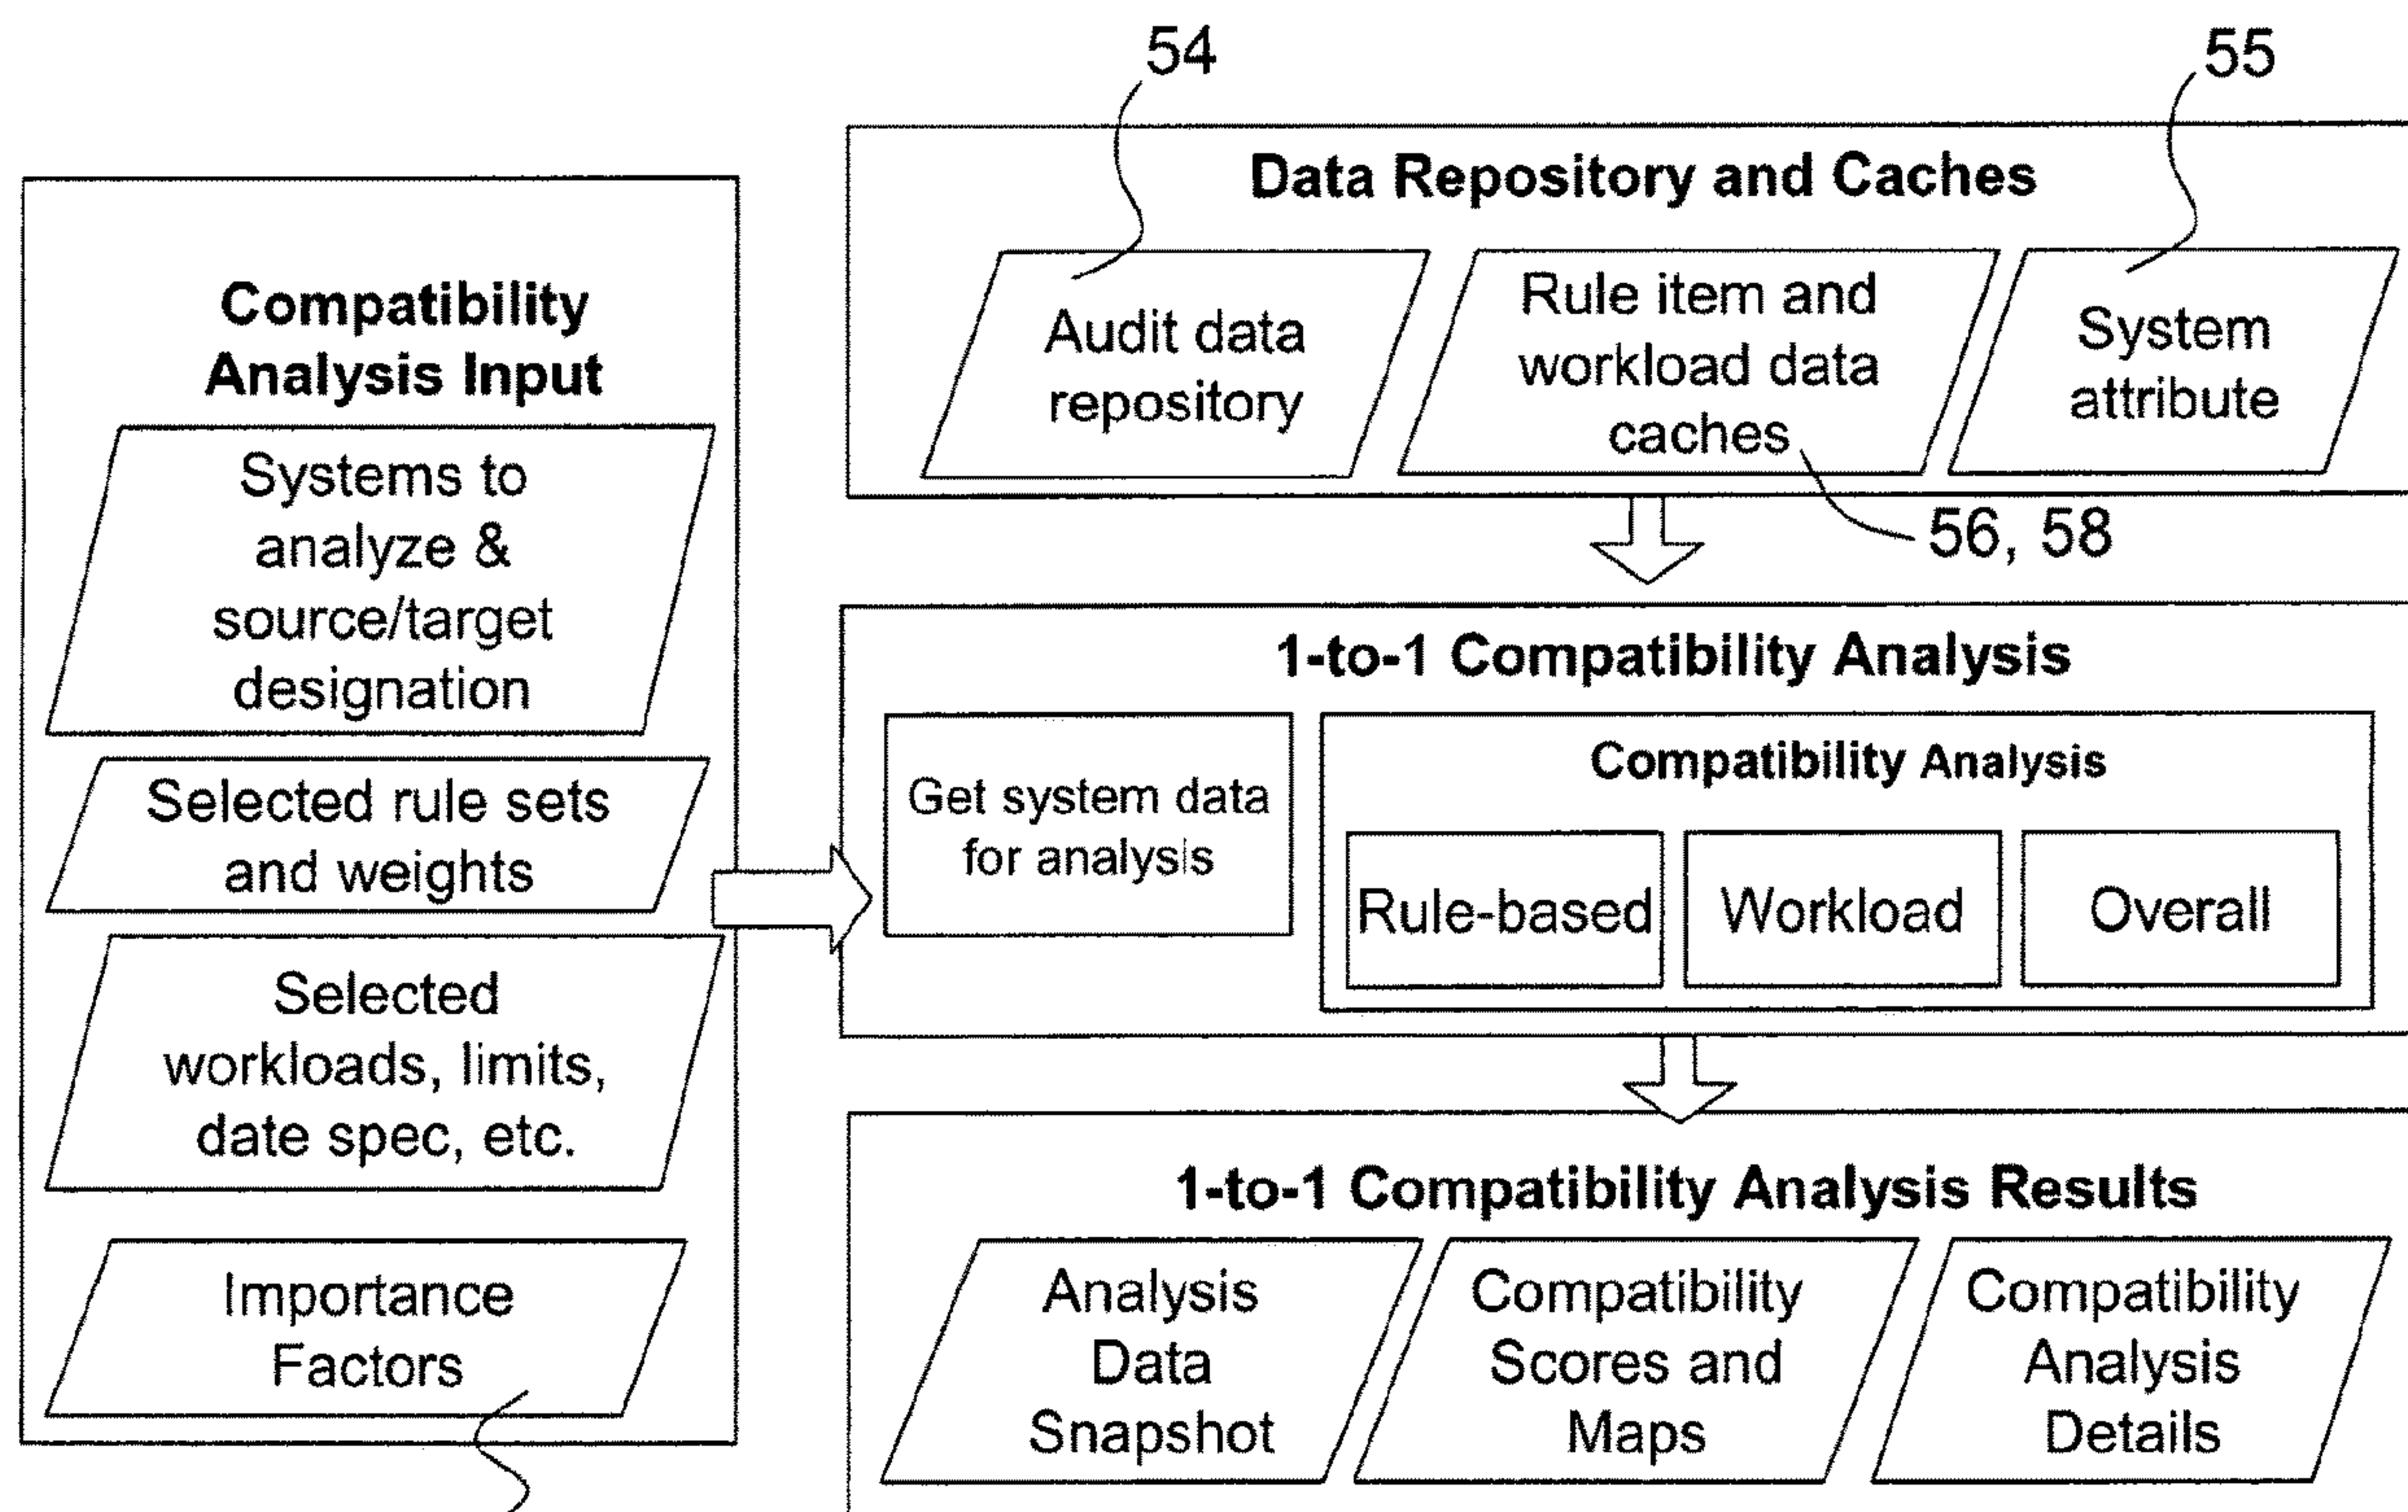 54
55
Data Repository and Caches
Audit data
repository
Rule item and
workload data
caches
System
attribute
56, 58
Compatibility
Analysis Input
Systems to
analyze &
source/target
designation
Selected rule sets
and weights
Selected
workloads, limits,
date spec, etc.
Importance
Factors
1-to-1 Compatibility Analysis
Get system data
for analysis
Compatibility Analysis
Rule-based
Workload
Overall
1-to-1 Compatibility Analysis Results
Analysis
Data
Snapshot
Compatibility
Scores and
Maps
Compatibility
Analysis
Details